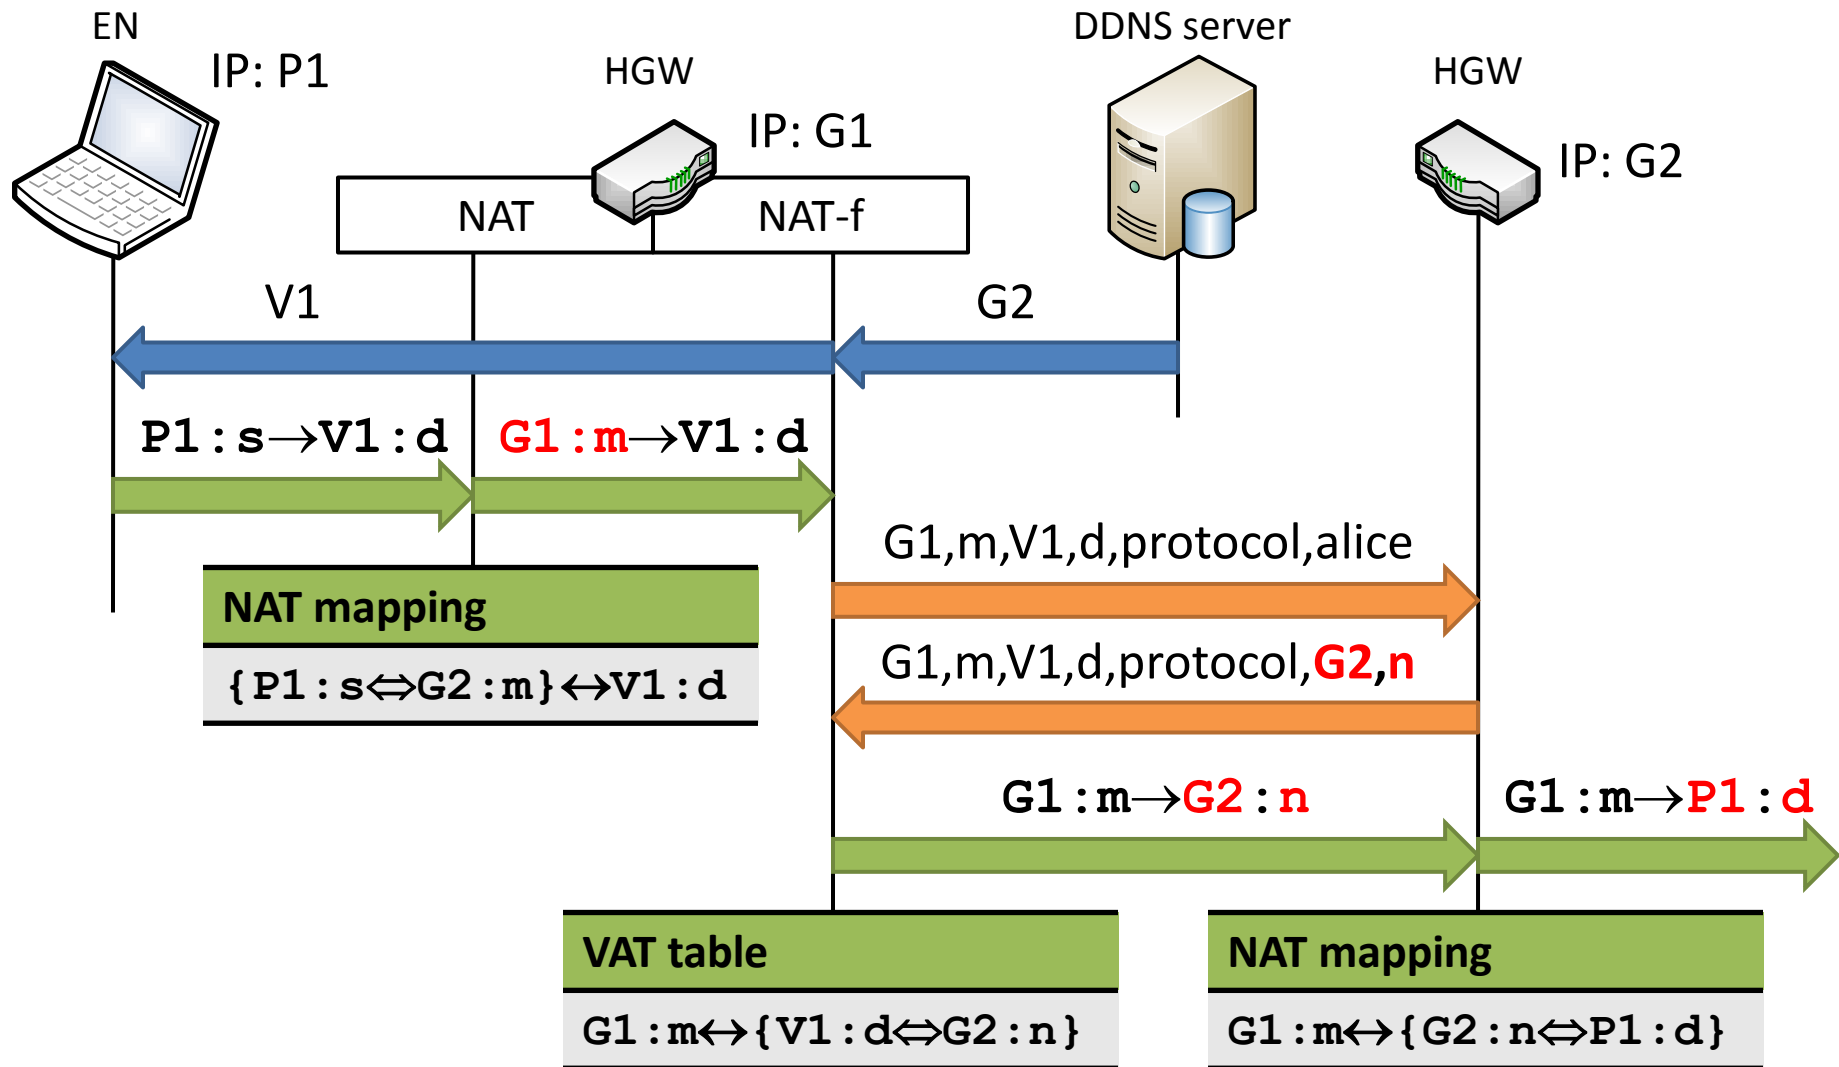 EN
DDNS server
IP: P1
HGW
HGW
IP: G1
IP: G2
NAT
NAT-f
V1
G2
P1:s→V1:d
G1:m→V1:d
G1,m,V1,d,protocol,alice
NAT mapping
{P1:s⇔G2:m}↔V1:d
G1,m,V1,d,protocol,G2,n
G1:m→G2:n
G1:m→P1:d
VAT table
G1:m↔{V1:d⇔G2:n}
NAT mapping
G1:m↔{G2:n⇔P1:d}